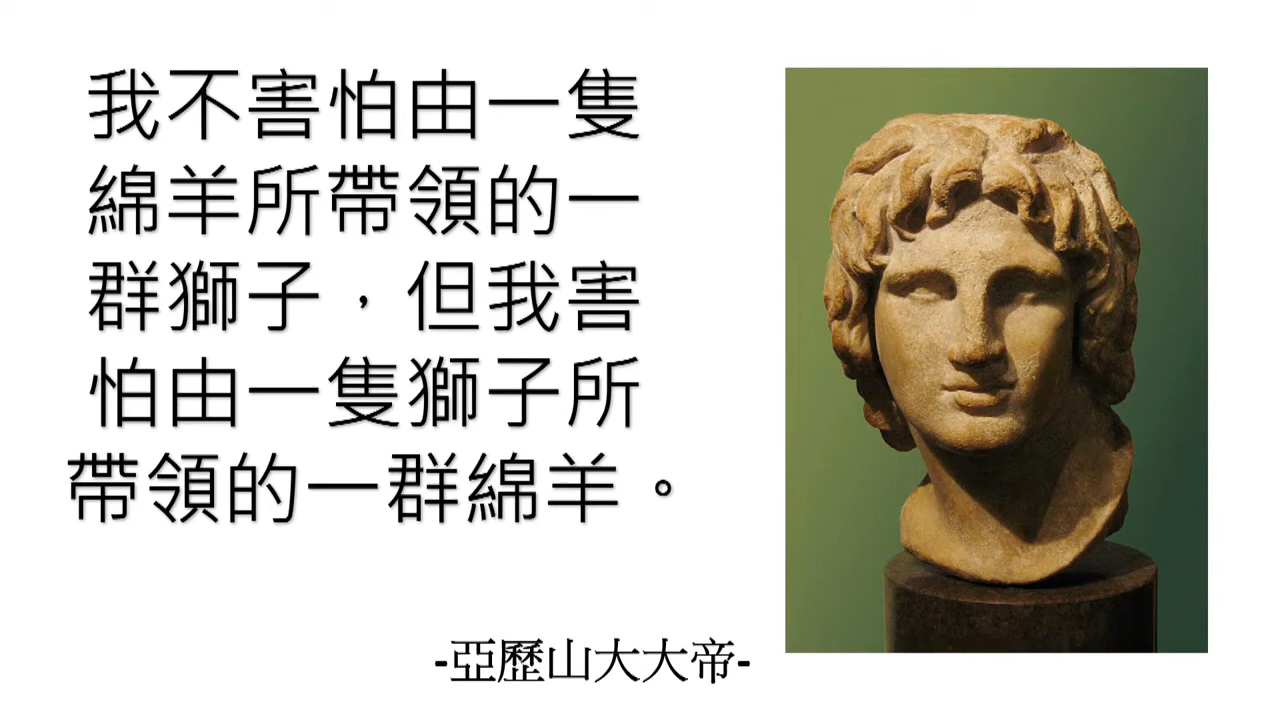 我不害怕由一隻
綿羊所帶領的一
群獅子，但我害
怕由一隻獅子所
帶領的一群綿羊。
-亞歷山大大帝-